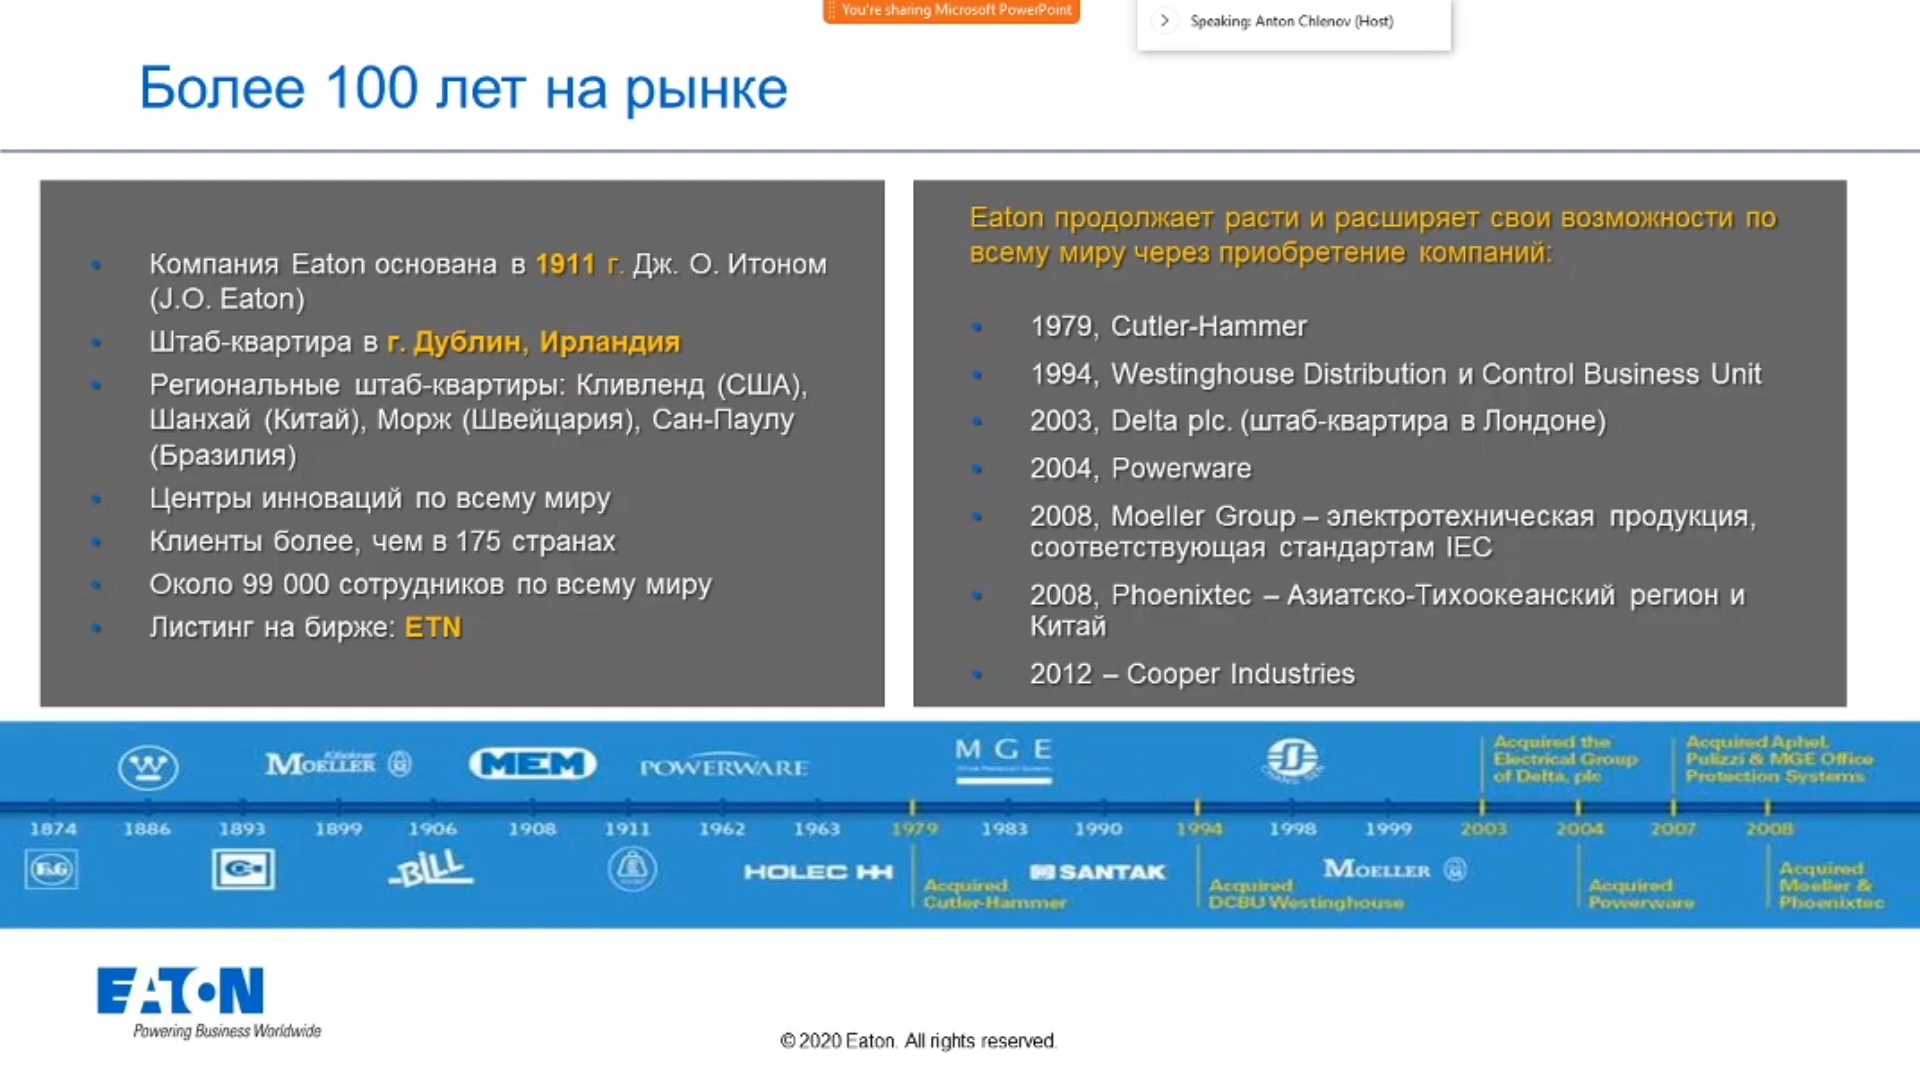 You're sharing Microsoft PowerPoint
Speaking: Anton Chlenov (Host)
Более 100 лет на рынке
Компания Eaton основана в 1911 г. Дж. О. Итоном
(J.O. Eaton)
Штаб-квартира в г. Дублин, Ирландия
Региональные штаб-квартиры: Кливленд (США),
Шанхай (Китай), Морж (Швейцария), Сан-Паулу
(Бразилия)
Центры инноваций по всему миру
Клиенты более, чем в 175 странах
Около 99 000 сотрудников по всему миру
Листинг на бирже: ETN
Eaton продолжает расти и расширяет свои возможности по
всему миру через приобретение компаний:
1979, Cutler-Hammer
1994, Westinghouse Distribution и Control Business Unit
2003, Delta plc. (штаб-квартира в Лондоне)
2004, Powerware
2008, Moeller Group – электротехническая продукция,
соответствующая стандартам IEC
2008, Phoenixtec – Азиатско-Тихоокеанский регион и
Китай
2012 – Cooper Industries
W
MOELLER
MEM
POWERWARE
MGE
Acquired the
Electrical Group
of Delta, plc
Acquired Aphel,
Pulizzi & MGE Office
Protection Systems
1874 1886 1893 1899 1906 1908 1911 1962 1963 1979 1983 1990 1994 1998 1999 2003 2004 2007 2008
BILL
HOLEC
Acquired
Cutler-Hammer
SANTAK
Acquired
DCBU Westinghouse
MOELLER
Acquired
Powerware
Acquired
Moeller &
Phoenixtec
EATON
Powering Business Worldwide
© 2020 Eaton. All rights reserved.